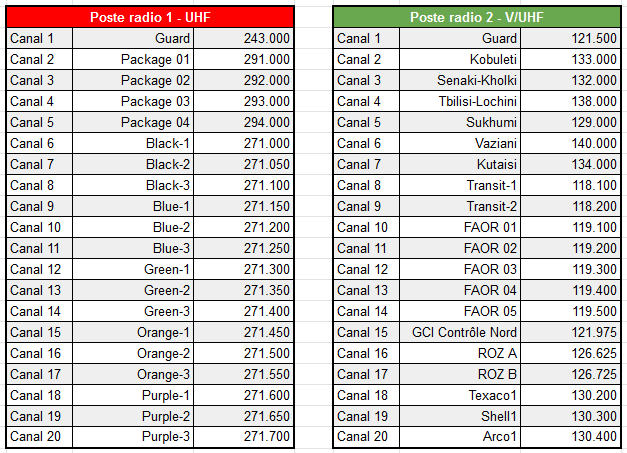 Poste radio 1 - UHF
Canal 1 Guard 243.000
Canal 2 Package 01 291.000
Canal 3 Package 02 292.000
Canal 4 Package 03 293.000
Canal 5 Package 04 294.000
Canal 6 Black-1 271.000
Canal 7 Black-2 271.050
Canal 8 Black-3 271.100
Canal 9 Blue-1 271.150
Canal 10 Blue-2 271.200
Canal 11 Blue-3 271.250
Canal 12 Green-1 271.300
Canal 13 Green-2 271.350
Canal 14 Green-3 271.400
Canal 15 Orange-1 271.450
Canal 16 Orange-2 271.500
Canal 17 Orange-3 271.550
Canal 18 Purple-1 271.600
Canal 19 Purple-2 271.650
Canal 20 Purple-3 271.700
Poste radio 2 - V/UHF
Canal 1 Guard 121.500
Canal 2 Kobuleti 133.000
Canal 3 Senaki-Kholki 132.000
Canal 4 Tbilisi-Lochini 138.000
Canal 5 Sukhumi 129.000
Canal 6 Vaziani 140.000
Canal 7 Kutaisi 134.000
Canal 8 Transit-1 118.100
Canal 9 Transit-2 118.200
Canal 10 FAOR 01 119.100
Canal 11 FAOR 02 119.200
Canal 12 FAOR 03 119.300
Canal 13 FAOR 04 119.400
Canal 14 FAOR 05 119.500
Canal 15 GCI Contrôle Nord 121.975
Canal 16 ROZ A 126.625
Canal 17 ROZ B 126.725
Canal 18 Texaco1 130.200
Canal 19 Shell1 130.300
Canal 20 Arco1 130.400